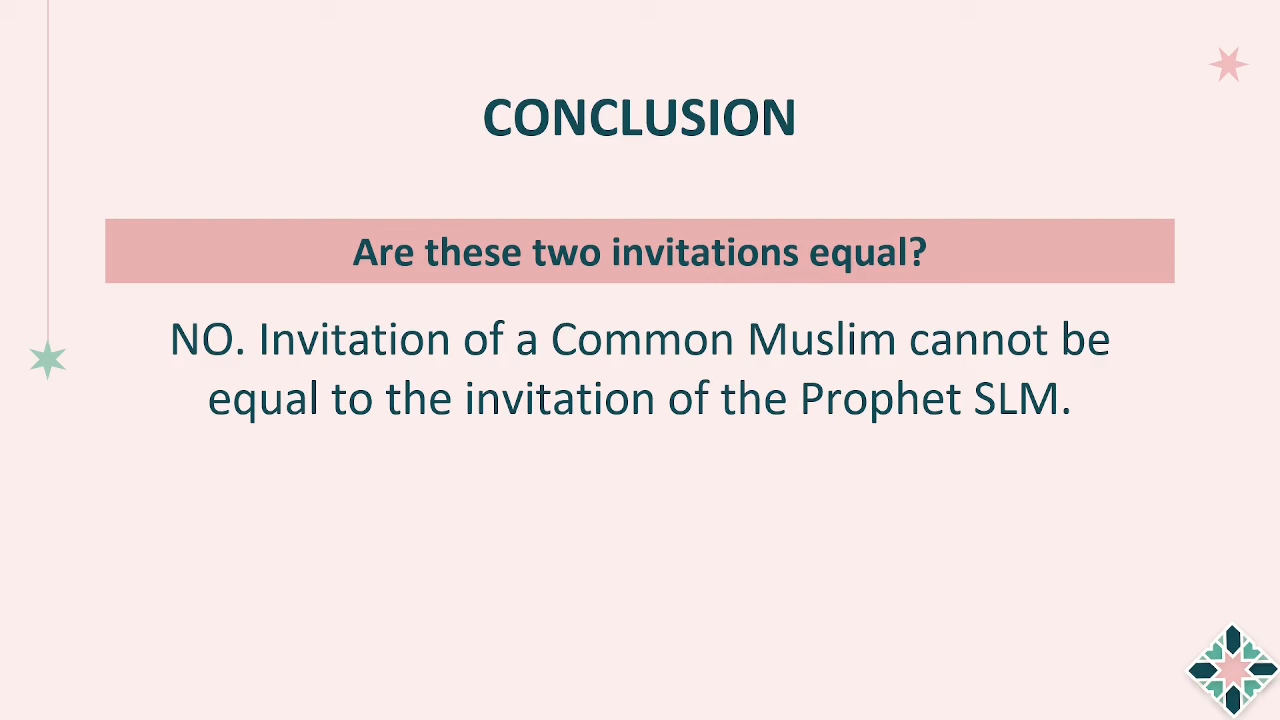 CONCLUSION
Are these two invitations equal?
NO. Invitation of a Common Muslim cannot be
equal to the invitation of the Prophet SLM.